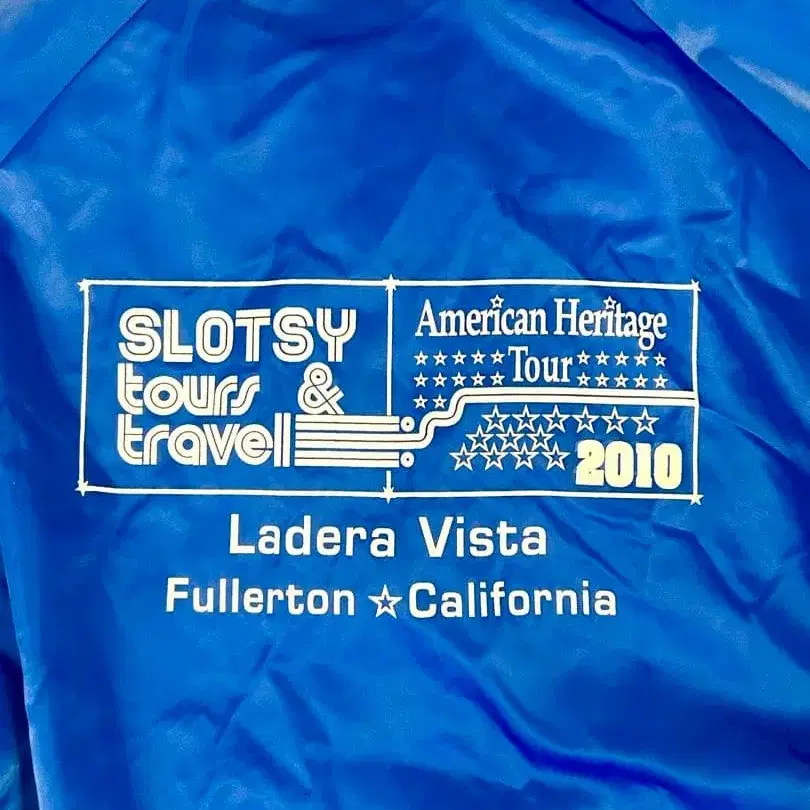 SLOTSY
tours &
travel
American Heritage
Tour
2010
Ladera Vista
Fullerton ☆ California